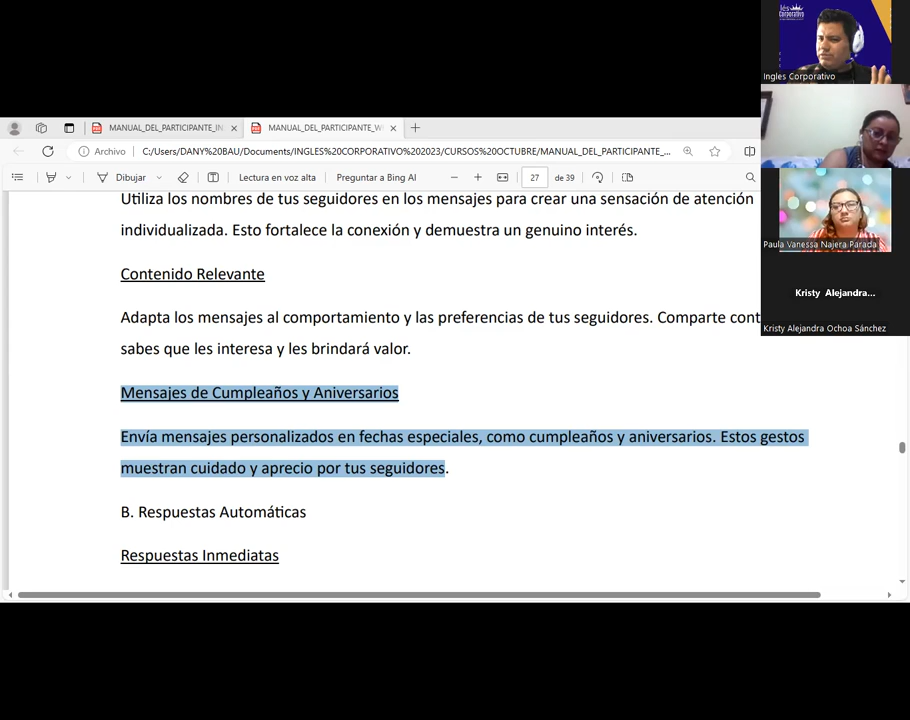 MANUAL_DEL_PARTICIPANTE_IN
MANUAL_DEL_PARTICIPANTE_W
Archivo
C:/Users/DANY%20BAU/Documents/INGLES%20CORPORATIVO%202023/CURSOS%20OCTUBRE/MANUAL_DEL_PARTICIPANTE_...
Dibujar
Lectura en voz alta
Preguntar a Bing AI
27
de 39
Utiliza los nombres de tus seguidores en los mensajes para crear una sensación de atención
individualizada. Esto fortalece la conexión y demuestra un genuino interés.
Contenido Relevante
Adapta los mensajes al comportamiento y las preferencias de tus seguidores. Comparte cont
sabes que les interesa y les brindará valor.
Mensajes de Cumpleaños y Aniversarios
Envía mensajes personalizados en fechas especiales, como cumpleaños y aniversarios. Estos gestos
muestran cuidado y aprecio por tus seguidores.
B. Respuestas Automáticas
Respuestas Inmediatas
lés
Corporativo
Ingles Corporativo
Paula Vanessa Najera Parada
Kristy Alejandra...
Kristy Alejandra Ochoa Sánchez